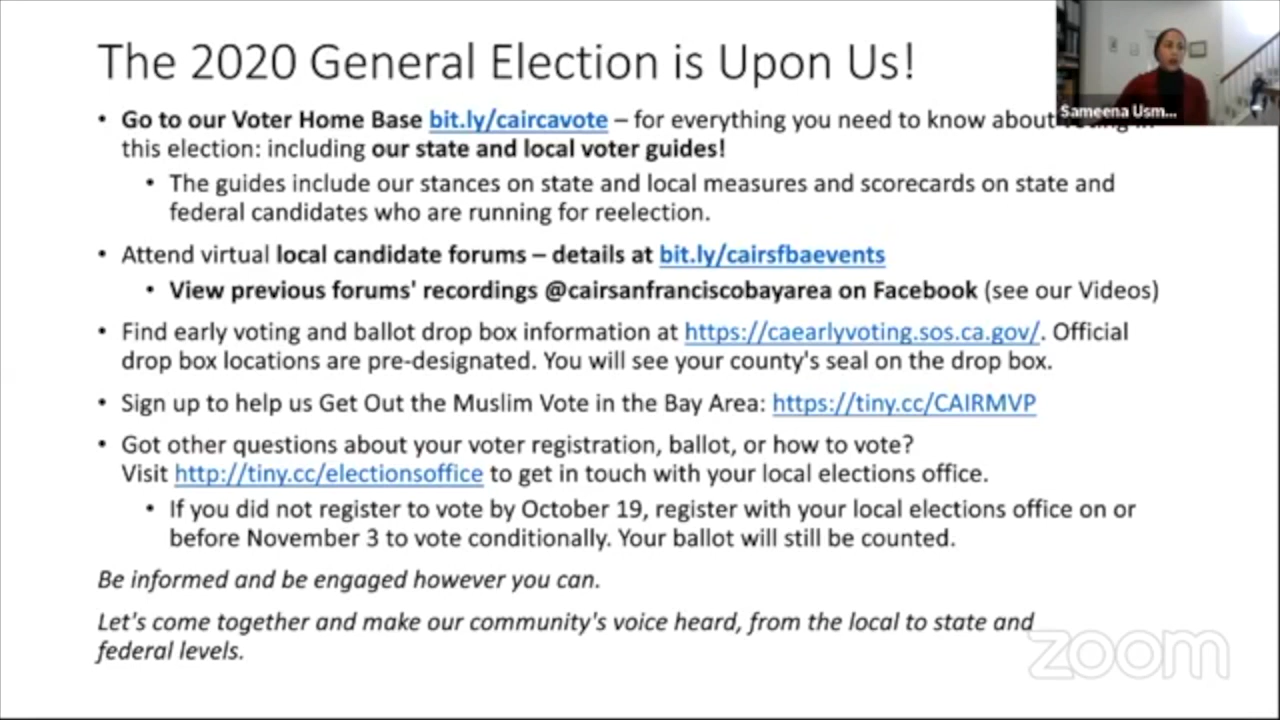 The 2020 General Election is Upon Us!
• Go to our Voter Home Base bit.ly/caircavote – for everything you need to know about voting in
this election: including our state and local voter guides!
• The guides include our stances on state and local measures and scorecards on state and
federal candidates who are running for reelection.
• Attend virtual local candidate forums – details at bit.ly/cairsfbaevents
• View previous forums' recordings @cairsanfranciscobayarea on Facebook (see our Videos)
• Find early voting and ballot drop box information at https://caearlyvoting.sos.ca.gov/. Official
drop box locations are pre-designated. You will see your county's seal on the drop box.
• Sign up to help us Get Out the Muslim Vote in the Bay Area: https://tiny.cc/CAIRMVP
• Got other questions about your voter registration, ballot, or how to vote?
Visit http://tiny.cc/electionsoffice to get in touch with your local elections office.
• If you did not register to vote by October 19, register with your local elections office on or
before November 3 to vote conditionally. Your ballot will still be counted.
Be informed and be engaged however you can.
Let's come together and make our community's voice heard, from the local to state and
federal levels.
Sameena Usm...
zoom